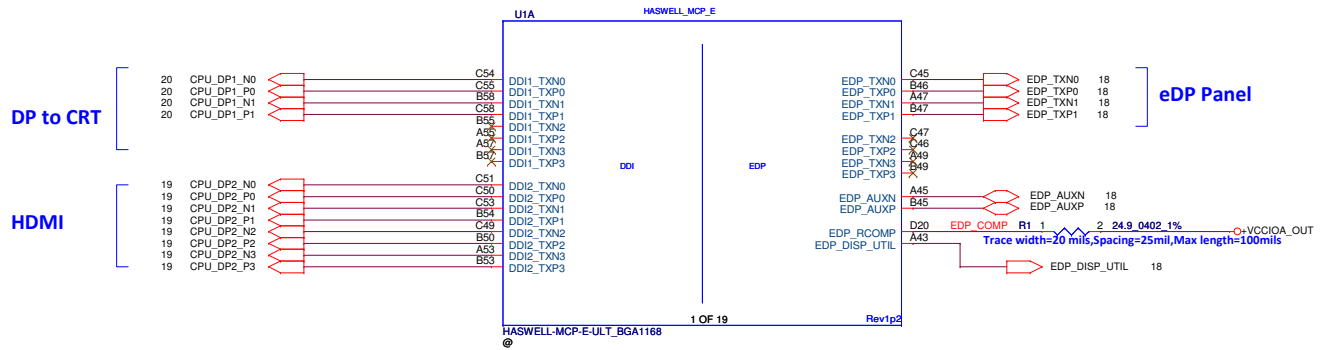 U1A
HASWELL_MCP_E
DP to CRT
20 CPU_DP1_N0 C54 DDI1_TXN0
20 CPU_DP1_P0 C55 DDI1_TXP0
20 CPU_DP1_N1 B58 DDI1_TXN1
20 CPU_DP1_P1 C58 DDI1_TXP1
B55 DDI1_TXN2
A55 DDI1_TXP2
A57 DDI1_TXN3
B57 DDI1_TXP3
HDMI
19 CPU_DP2_N0 C51 DDI2_TXN0
19 CPU_DP2_P0 C50 DDI2_TXP0
19 CPU_DP2_N1 C53 DDI2_TXN1
19 CPU_DP2_P1 B54 DDI2_TXP1
19 CPU_DP2_N2 C49 DDI2_TXN2
19 CPU_DP2_P2 B50 DDI2_TXP2
19 CPU_DP2_N3 A53 DDI2_TXN3
19 CPU_DP2_P3 B53 DDI2_TXP3
DDI
EDP
EDP_TXN0 C45 EDP_TXN0 18
EDP_TXP0 B46 EDP_TXP0 18
EDP_TXN1 A47 EDP_TXN1 18
EDP_TXP1 B47 EDP_TXP1 18
eDP Panel
EDP_TXN2 C47
EDP_TXP2 C46
EDP_TXN3 A49
EDP_TXP3 B49
EDP_AUXN A45 EDP_AUXN 18
EDP_AUXP B45 EDP_AUXP 18
EDP_RCOMP D20 EDP_COMP R1 1 2 24.9_0402_1% +VCCIOA_OUT
Trace width=20 mils,Spacing=25mil,Max length=100mils
EDP_DISP_UTIL A43 EDP_DISP_UTIL 18
1 OF 19
Rev1p2
HASWELL-MCP-E-ULT_BGA1168
@